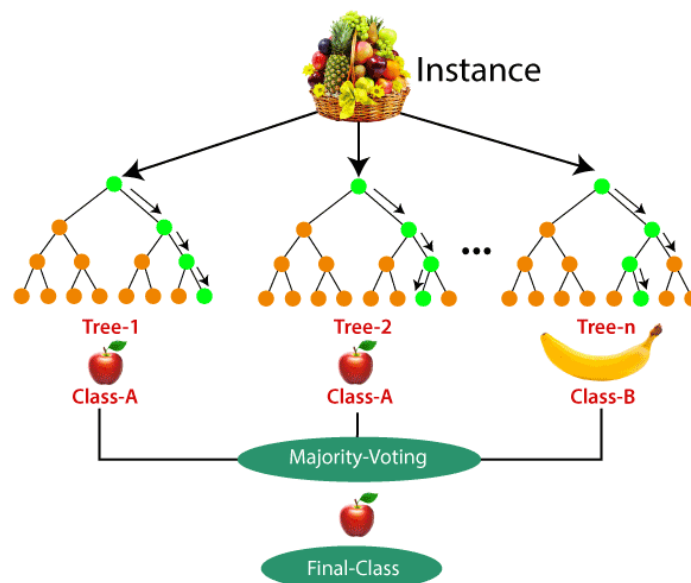 Instance
...
Tree-1
Tree-2
Tree-n
Class-A
Class-A
Class-B
Majority-Voting
Final-Class